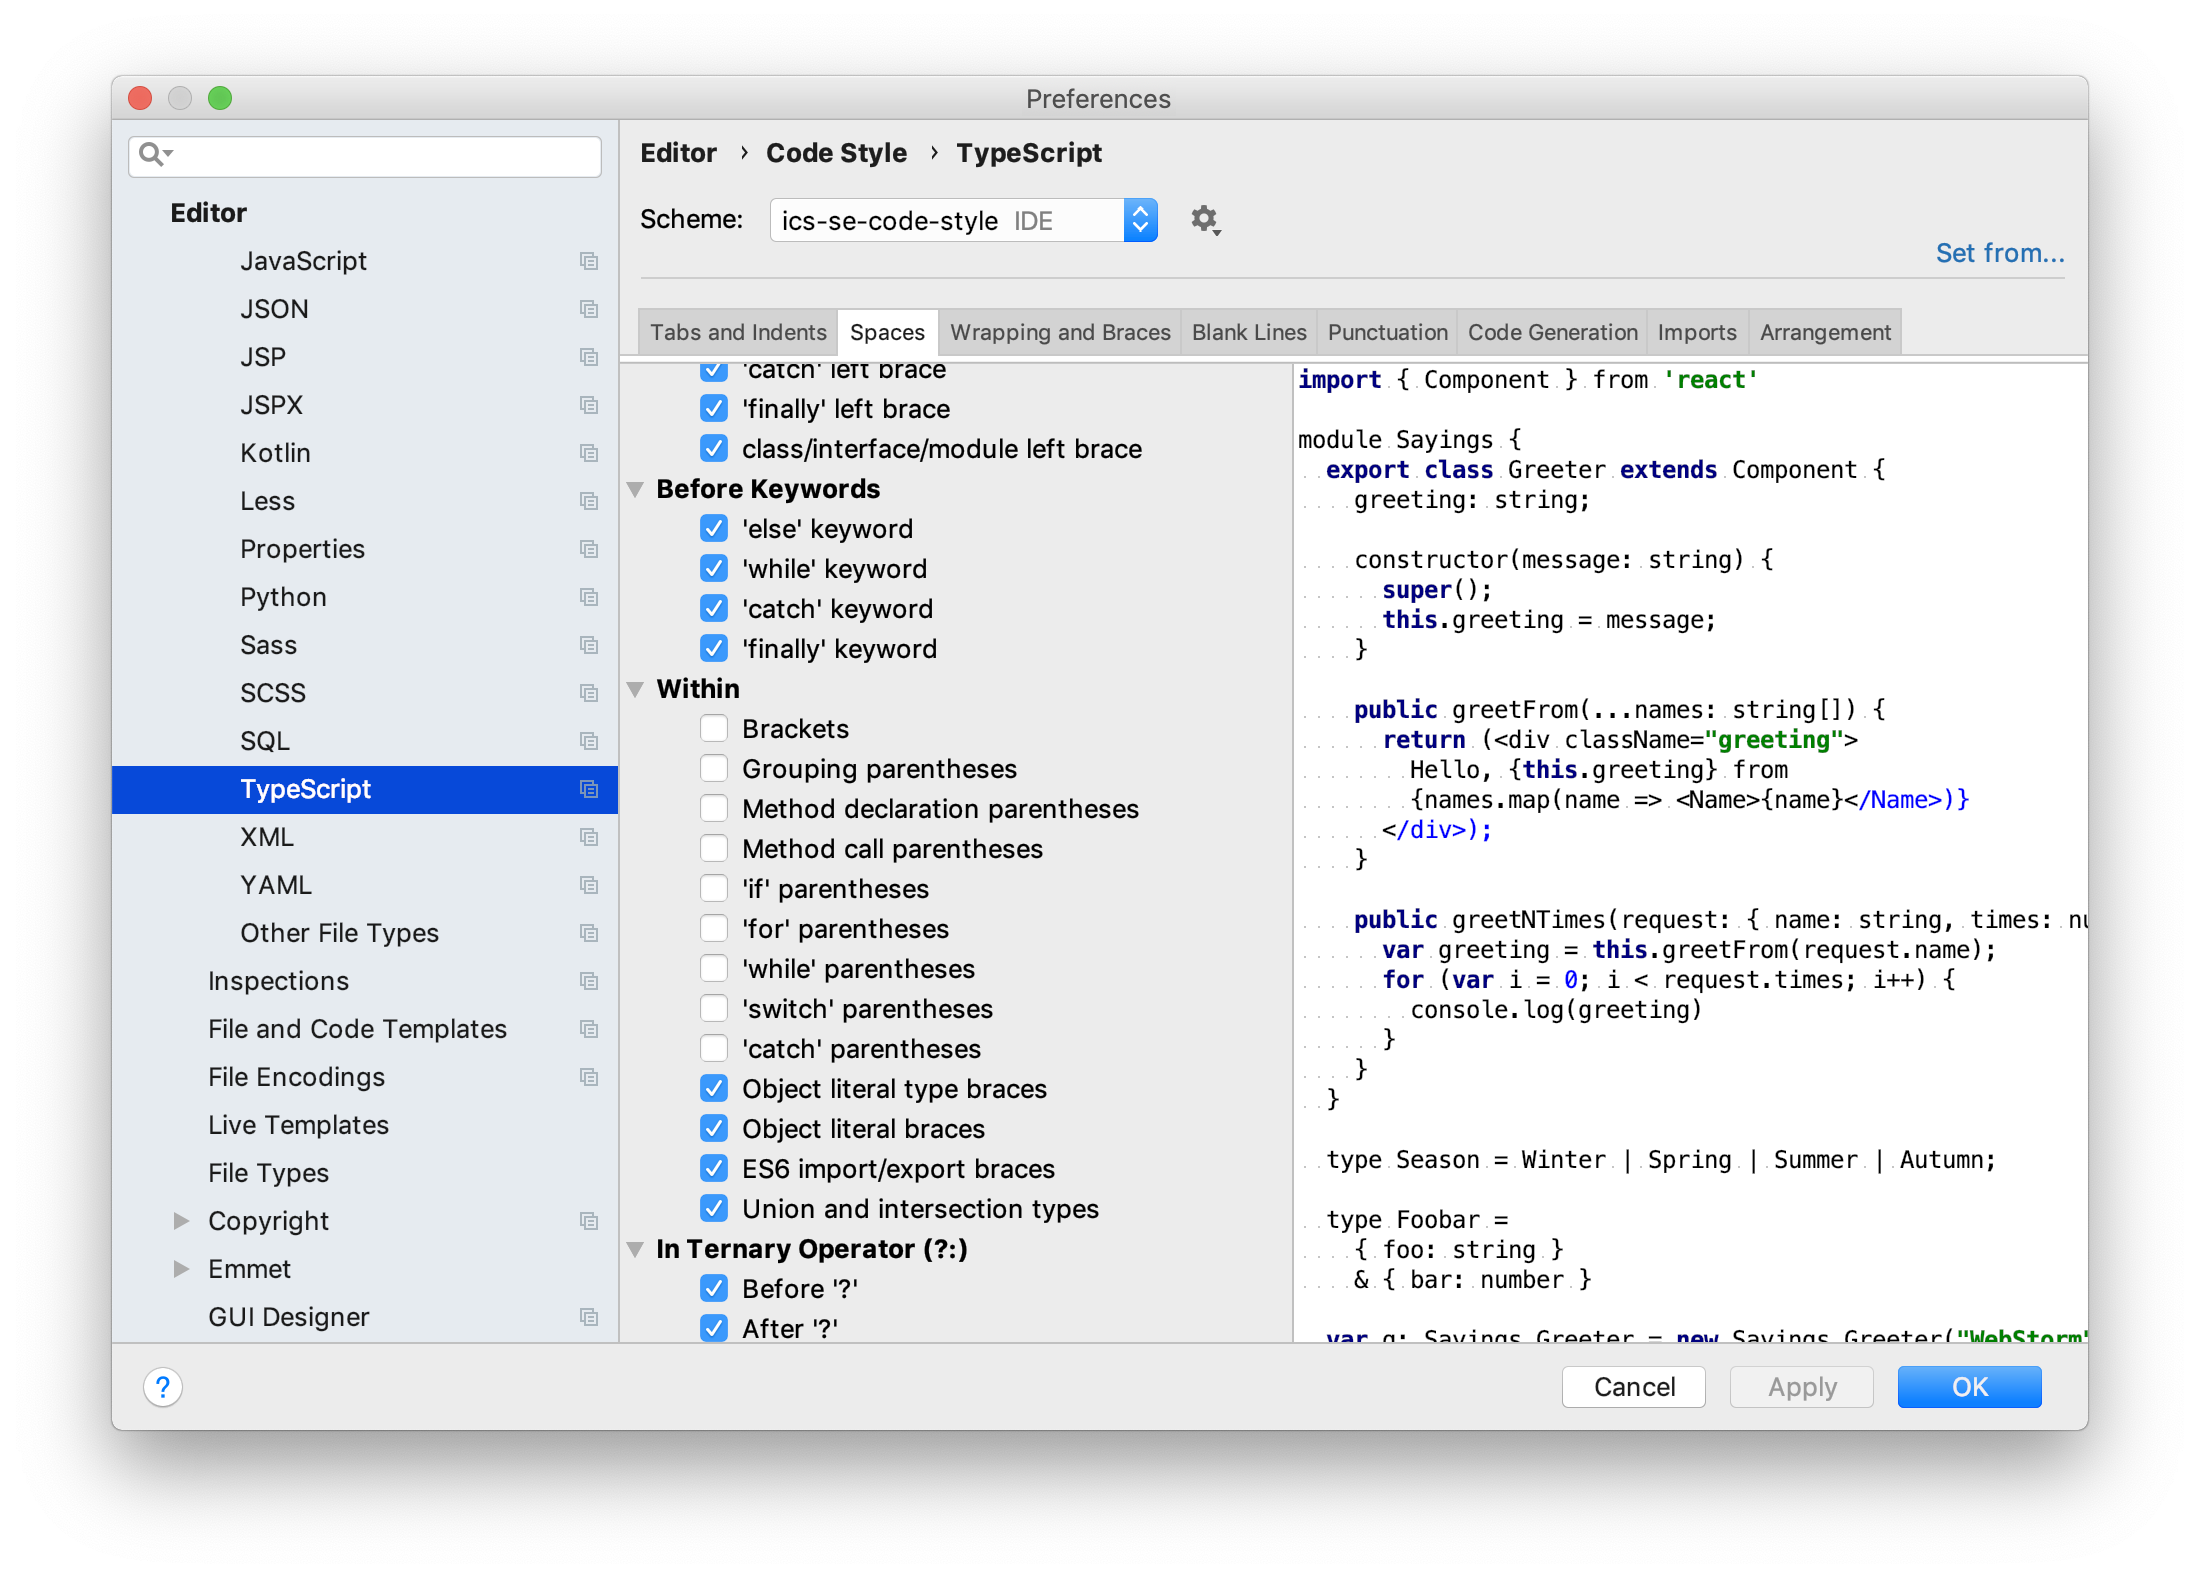 Preferences
Editor
JavaScript
JSON
JSP
JSPX
Kotlin
Less
Properties
Python
Sass
SCSS
SQL
TypeScript
XML
YAML
Other File Types
Inspections
File and Code Templates
File Encodings
Live Templates
File Types
Copyright
Emmet
GUI Designer
Editor › Code Style › TypeScript
Scheme: ics-se-code-style IDE
Set from...
Tabs and Indents Spaces Wrapping and Braces Blank Lines Punctuation Code Generation Imports Arrangement
'catch' left brace
'finally' left brace
class/interface/module left brace
Before Keywords
'else' keyword
'while' keyword
'catch' keyword
'finally' keyword
Within
Brackets
Grouping parentheses
Method declaration parentheses
Method call parentheses
'if' parentheses
'for' parentheses
'while' parentheses
'switch' parentheses
'catch' parentheses
Object literal type braces
Object literal braces
ES6 import/export braces
Union and intersection types
In Ternary Operator (?:)
Before '?'
After '?'
import { Component } from 'react'
module Sayings {
export class Greeter extends Component {
greeting: string;
constructor(message: string) {
super();
this.greeting = message;
}
public greetFrom(...names: string[]) {
return (<div className="greeting">
Hello, {this.greeting} from
{names.map(name => <Name>{name}</Name>)}
</div>);
}
public greetNTimes(request: { name: string, times: nu
var greeting = this.greetFrom(request.name);
for (var i = 0; i < request.times; i++) {
console.log(greeting)
}
}
}
type Season = Winter | Spring | Summer | Autumn;
type Foobar =
{ foo: string }
& { bar: number }
var g: Sayings.Greeter = new Sayings.Greeter("WebStorm"
?
Cancel Apply OK